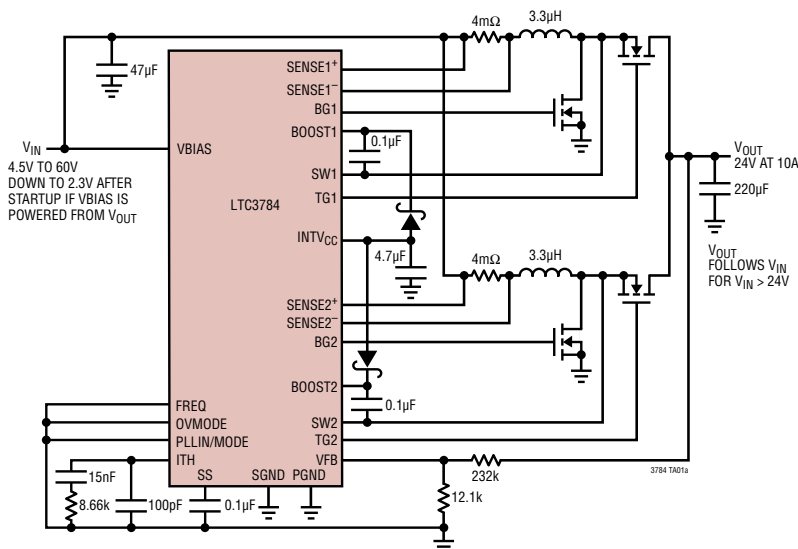 4mΩ
3.3µH
47µF
SENSE1+
SENSE1–
BG1
BOOST1
0.1µF
VIN
4.5V TO 60V
DOWN TO 2.3V AFTER
STARTUP IF VBIAS IS
POWERED FROM VOUT
VBIAS
SW1
LTC3784
TG1
VOUT
24V AT 10A
220µF
VOUT
FOLLOWS VIN
FOR VIN > 24V
INTVCC
4.7µF
4mΩ
3.3µH
SENSE2+
SENSE2–
BG2
BOOST2
0.1µF
FREQ
OVMODE
PLLIN/MODE
ITH
SW2
TG2
VFB
232k
12.1k
15nF
8.66k
100pF
SS
0.1µF
SGND
PGND
3784 TA01a